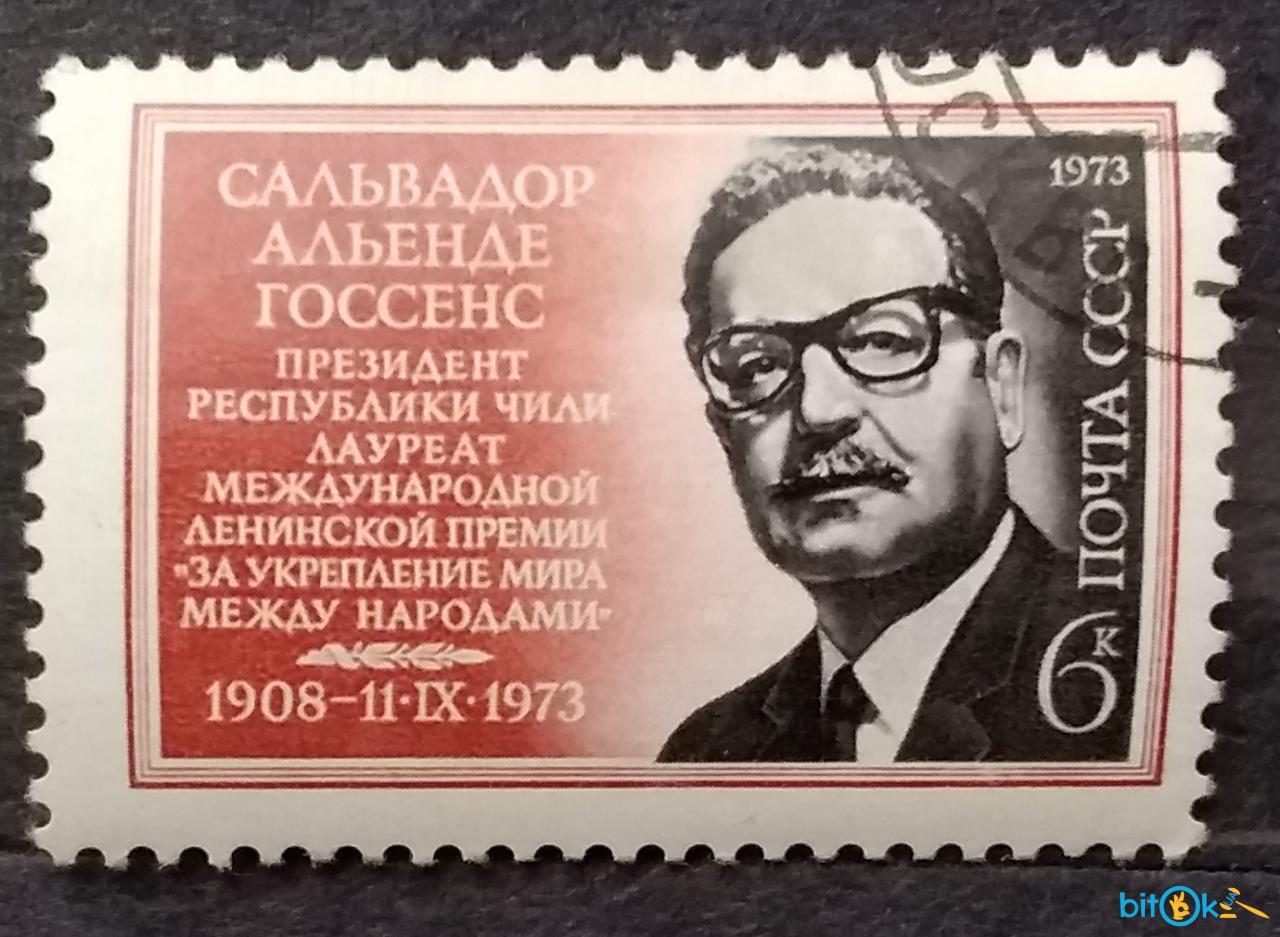 САЛЬВАДОР
АЛЬЕНДЕ
ГОССЕНС
ПРЕЗИДЕНТ
РЕСПУБЛИКИ ЧИЛИ
ЛАУРЕАТ
МЕЖДУНАРОДНОЙ
ЛЕНИНСКОЙ ПРЕМИИ
"ЗА УКРЕПЛЕНИЕ МИРА
МЕЖДУ НАРОДАМИ"
1908–11·IX·1973
1973
ПОЧТА СССР
6к
bitok UA